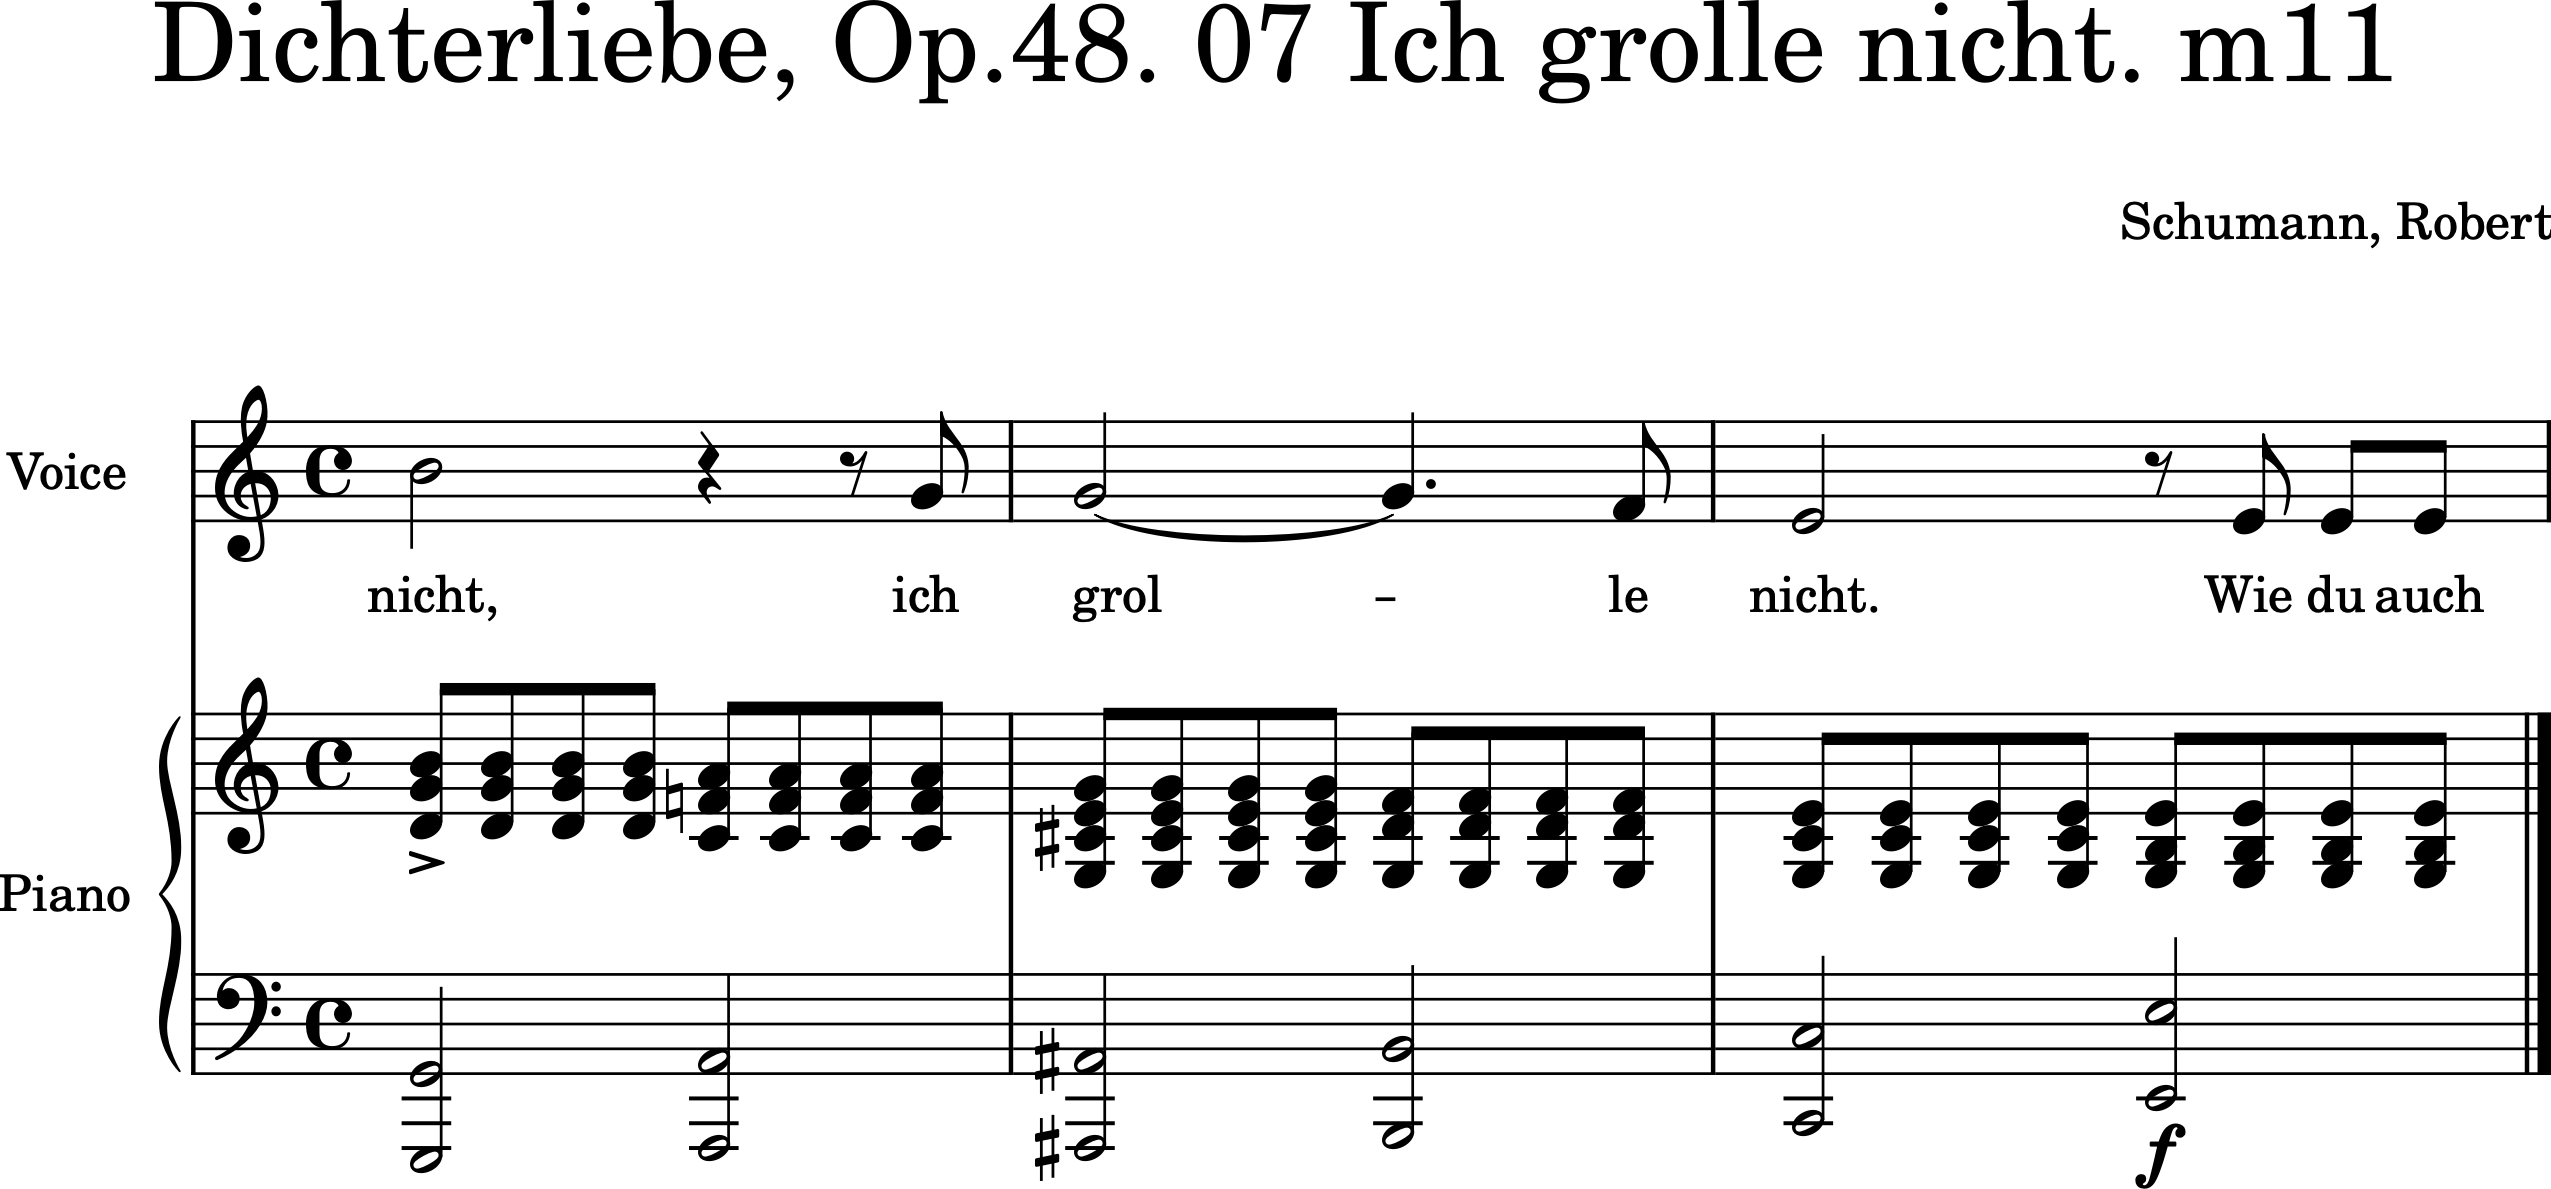 Dichterliebe, Op.48. 07 Ich grolle nicht. m11
Schumann, Robert
Voice
nicht, ich grol – le nicht. Wie du auch
Piano
f